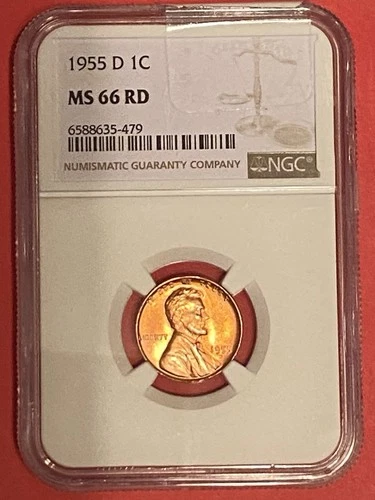 1955 D 1C
MS 66 RD
6588635-479
NUMISMATIC GUARANTY COMPANY
NGC®
LIBERTY